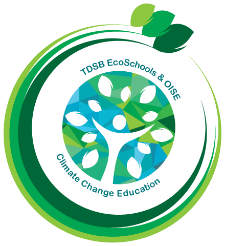 TDSB EcoSchools & OISE
Climate Change Education